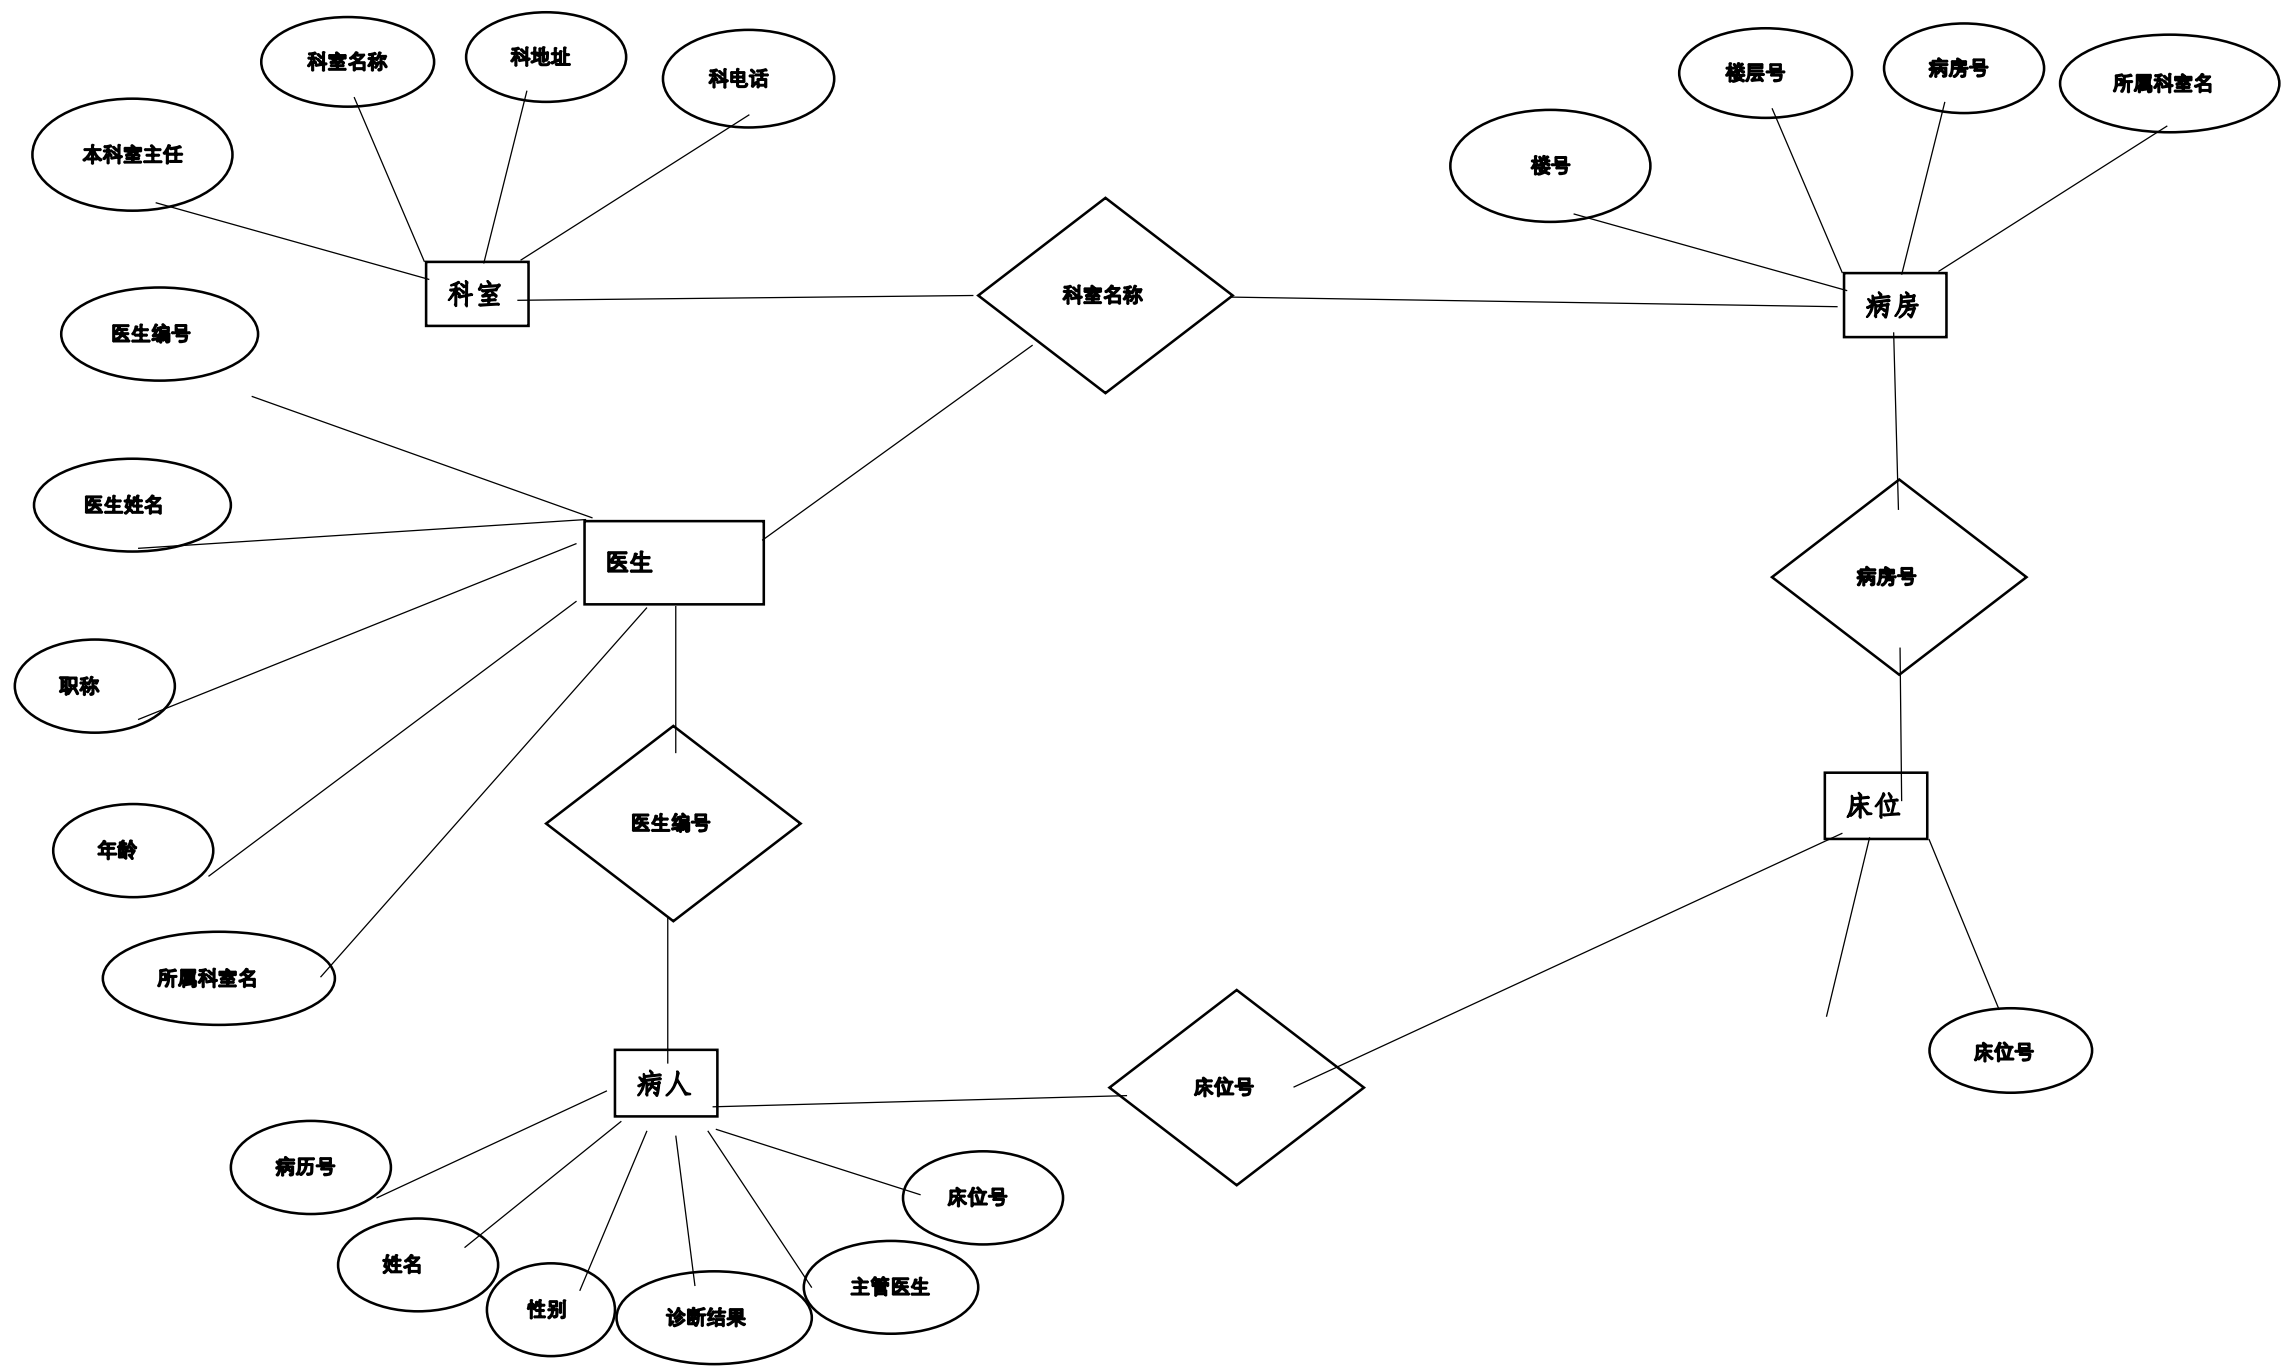 科室名称
科地址
科电话
本科室主任
楼层号
病房号
所属科室名
楼号
科室
科室名称
病房
医生编号
医生姓名
医生
病房号
职称
年龄
医生编号
床位
所属科室名
病人
床位号
床位号
病历号
床位号
姓名
性别
诊断结果
主管医生